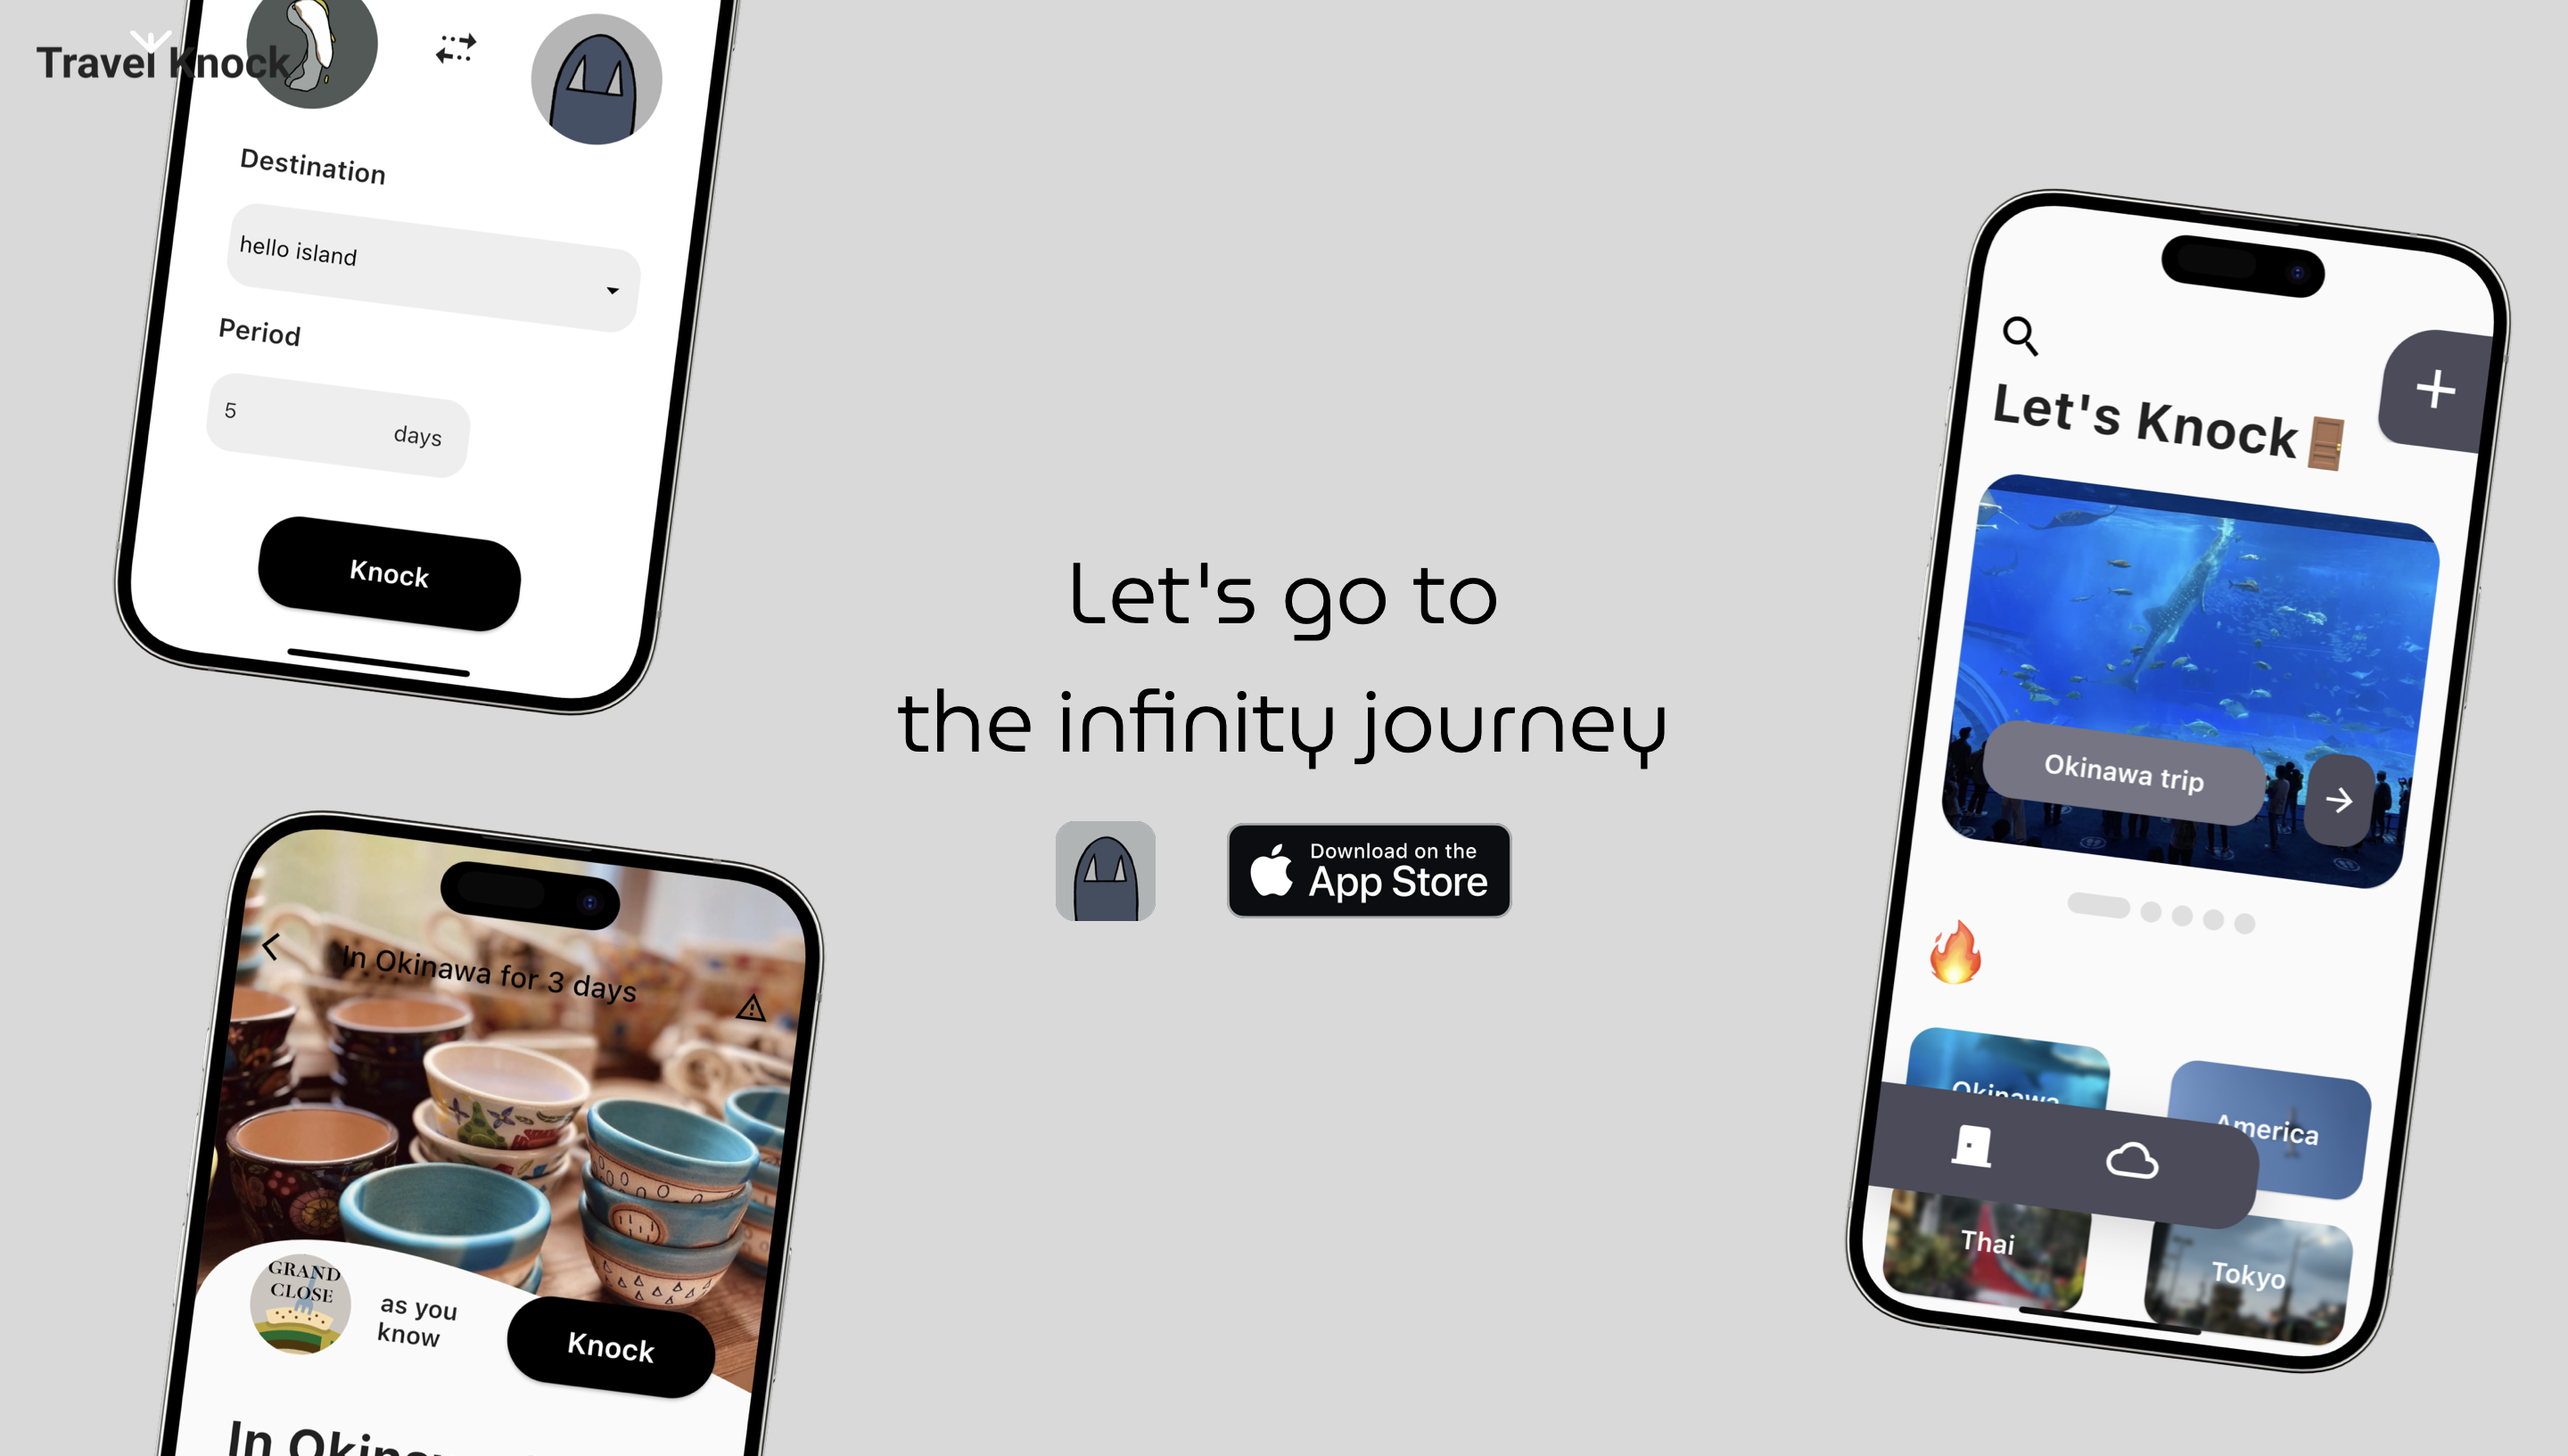 Travel Knock
Destination
hello island
Period
5 days
Knock
Let's go to
the infinity journey
Download on the
App Store
In Okinawa for 3 days
GRAND
CLOSE
as you
know
Knock
In
Let's Knock
Okinawa trip
Okinawa
America
Thai
Tokyo